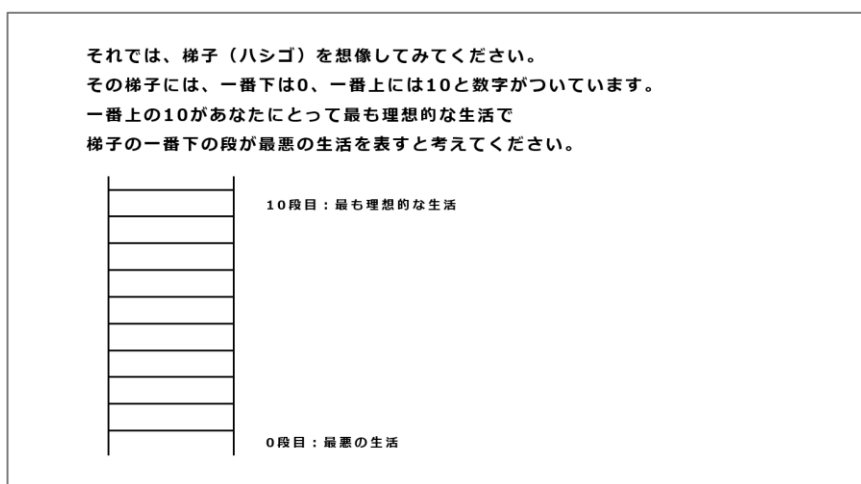 それでは、梯子（ハシゴ）を想像してみてください。
その梯子には、一番下は0、一番上には10と数字がついています。
一番上の10があなたにとって最も理想的な生活で
梯子の一番下の段が最悪の生活を表すと考えてください。
10段目：最も理想的な生活
0段目：最悪の生活